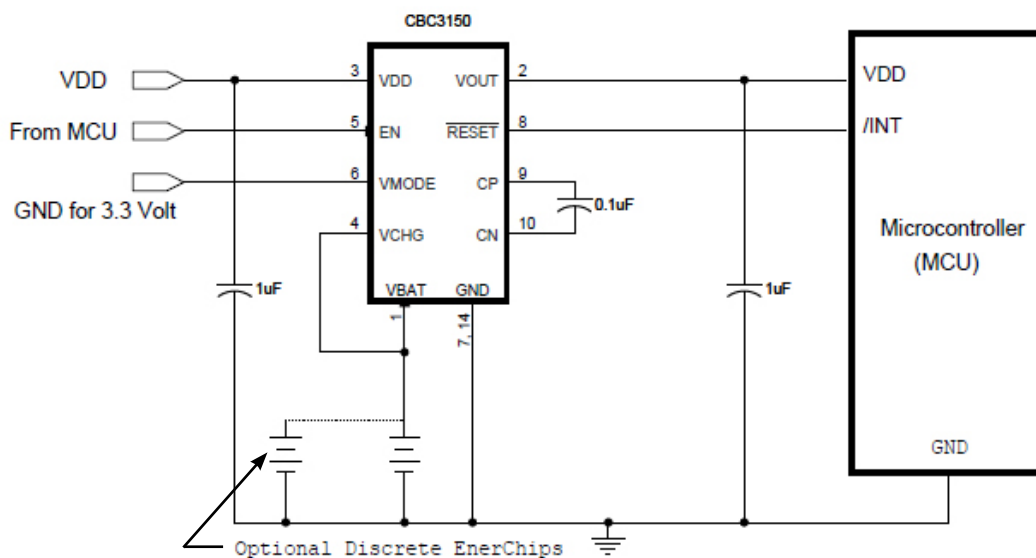 CBC3150
VDD
3
VDD
VOUT
2
VDD
From MCU
5
EN
RESET
8
/INT
GND for 3.3 Volt
6
VMODE
CP
9
0.1uF
4
VCHG
CN
10
Microcontroller
(MCU)
1uF
VBAT
GND
1uF
1
7, 14
GND
Optional Discrete EnerChips